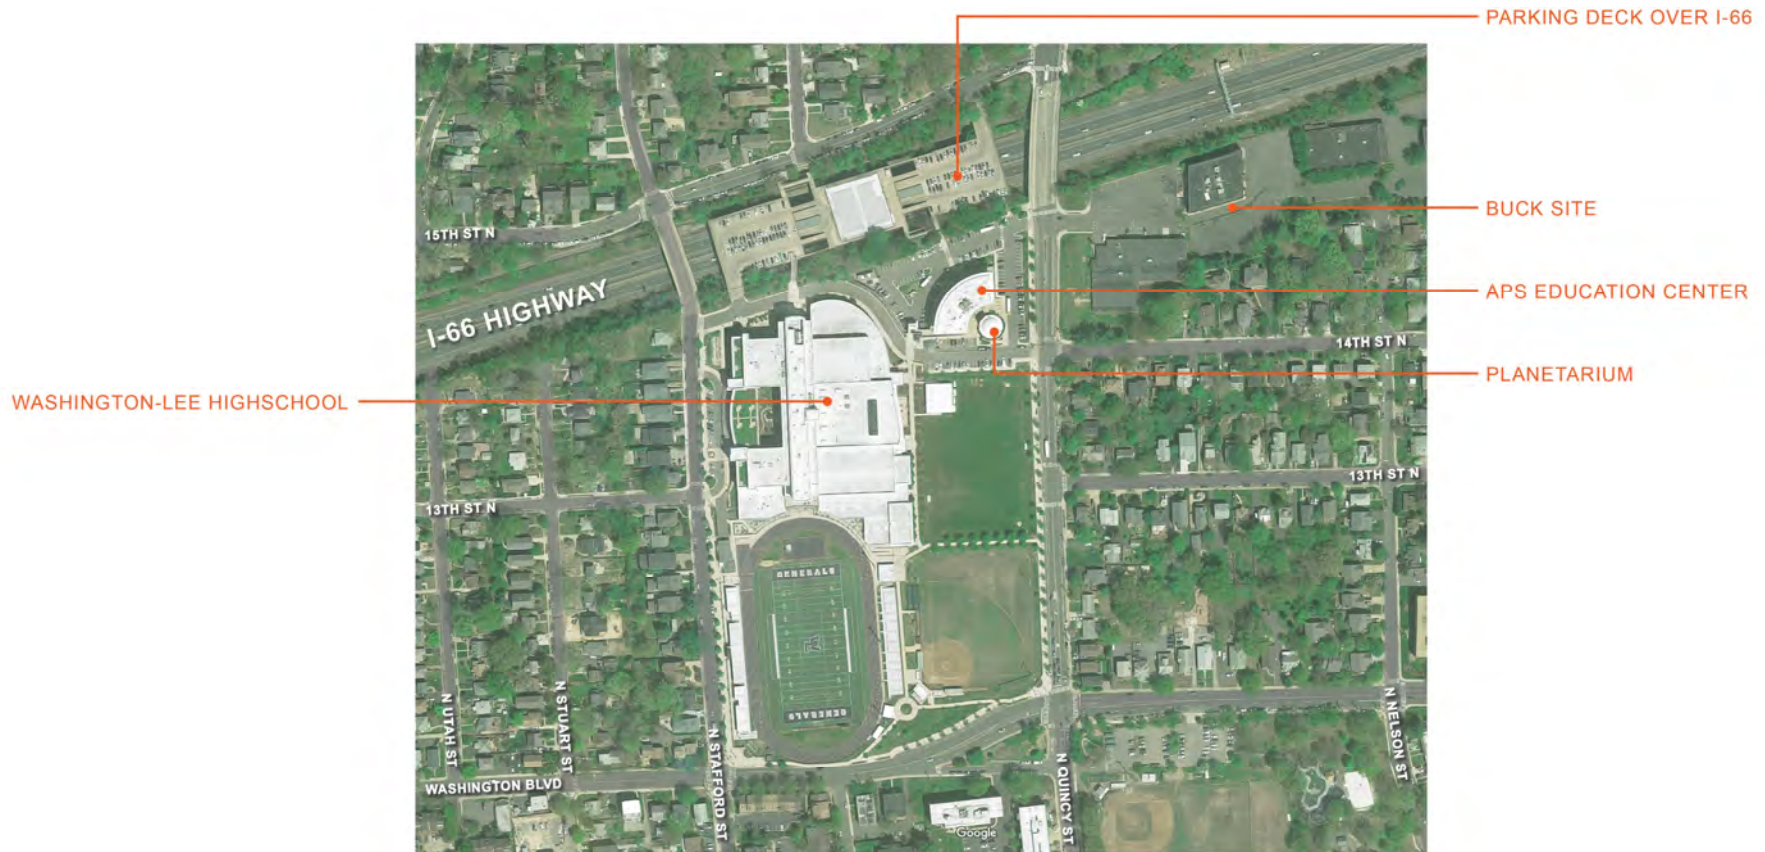 PARKING DECK OVER I-66
BUCK SITE
15TH ST N
APS EDUCATION CENTER
I-66 HIGHWAY
14TH ST N
PLANETARIUM
WASHINGTON-LEE HIGHSCHOOL
13TH ST N
13TH ST N
GENERALS
GENERALS
N UTAH ST
N STUART ST
N STAFFORD ST
N QUINCY ST
N NELSON ST
WASHINGTON BLVD
Google